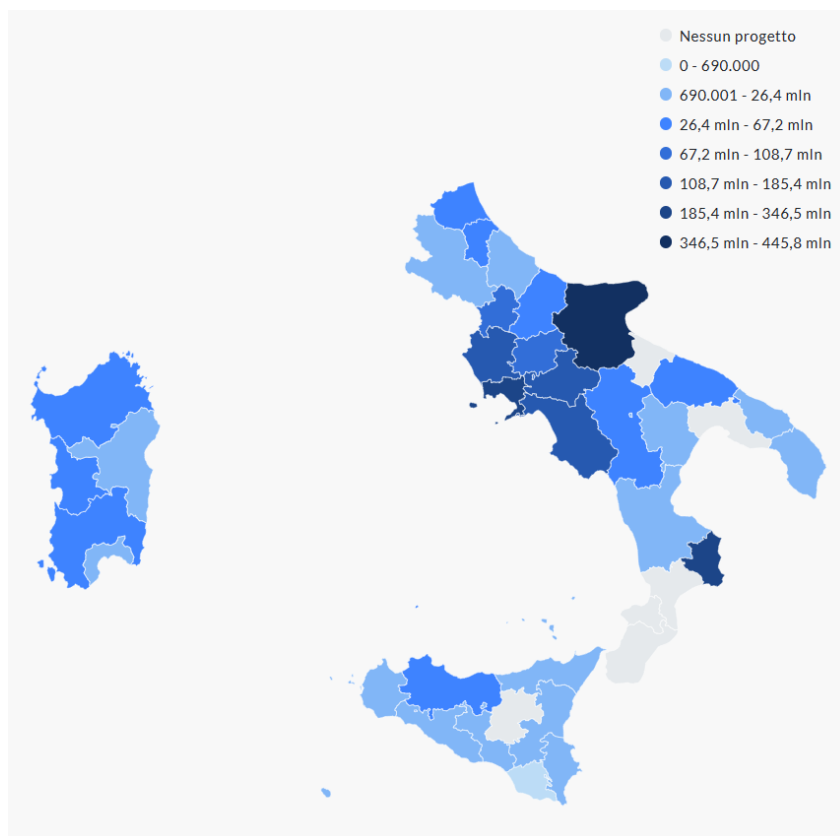 Nessun progetto
0 - 690.000
690.001 - 26,4 mln
26,4 mln - 67,2 mln
67,2 mln - 108,7 mln
108,7 mln - 185,4 mln
185,4 mln - 346,5 mln
346,5 mln - 445,8 mln